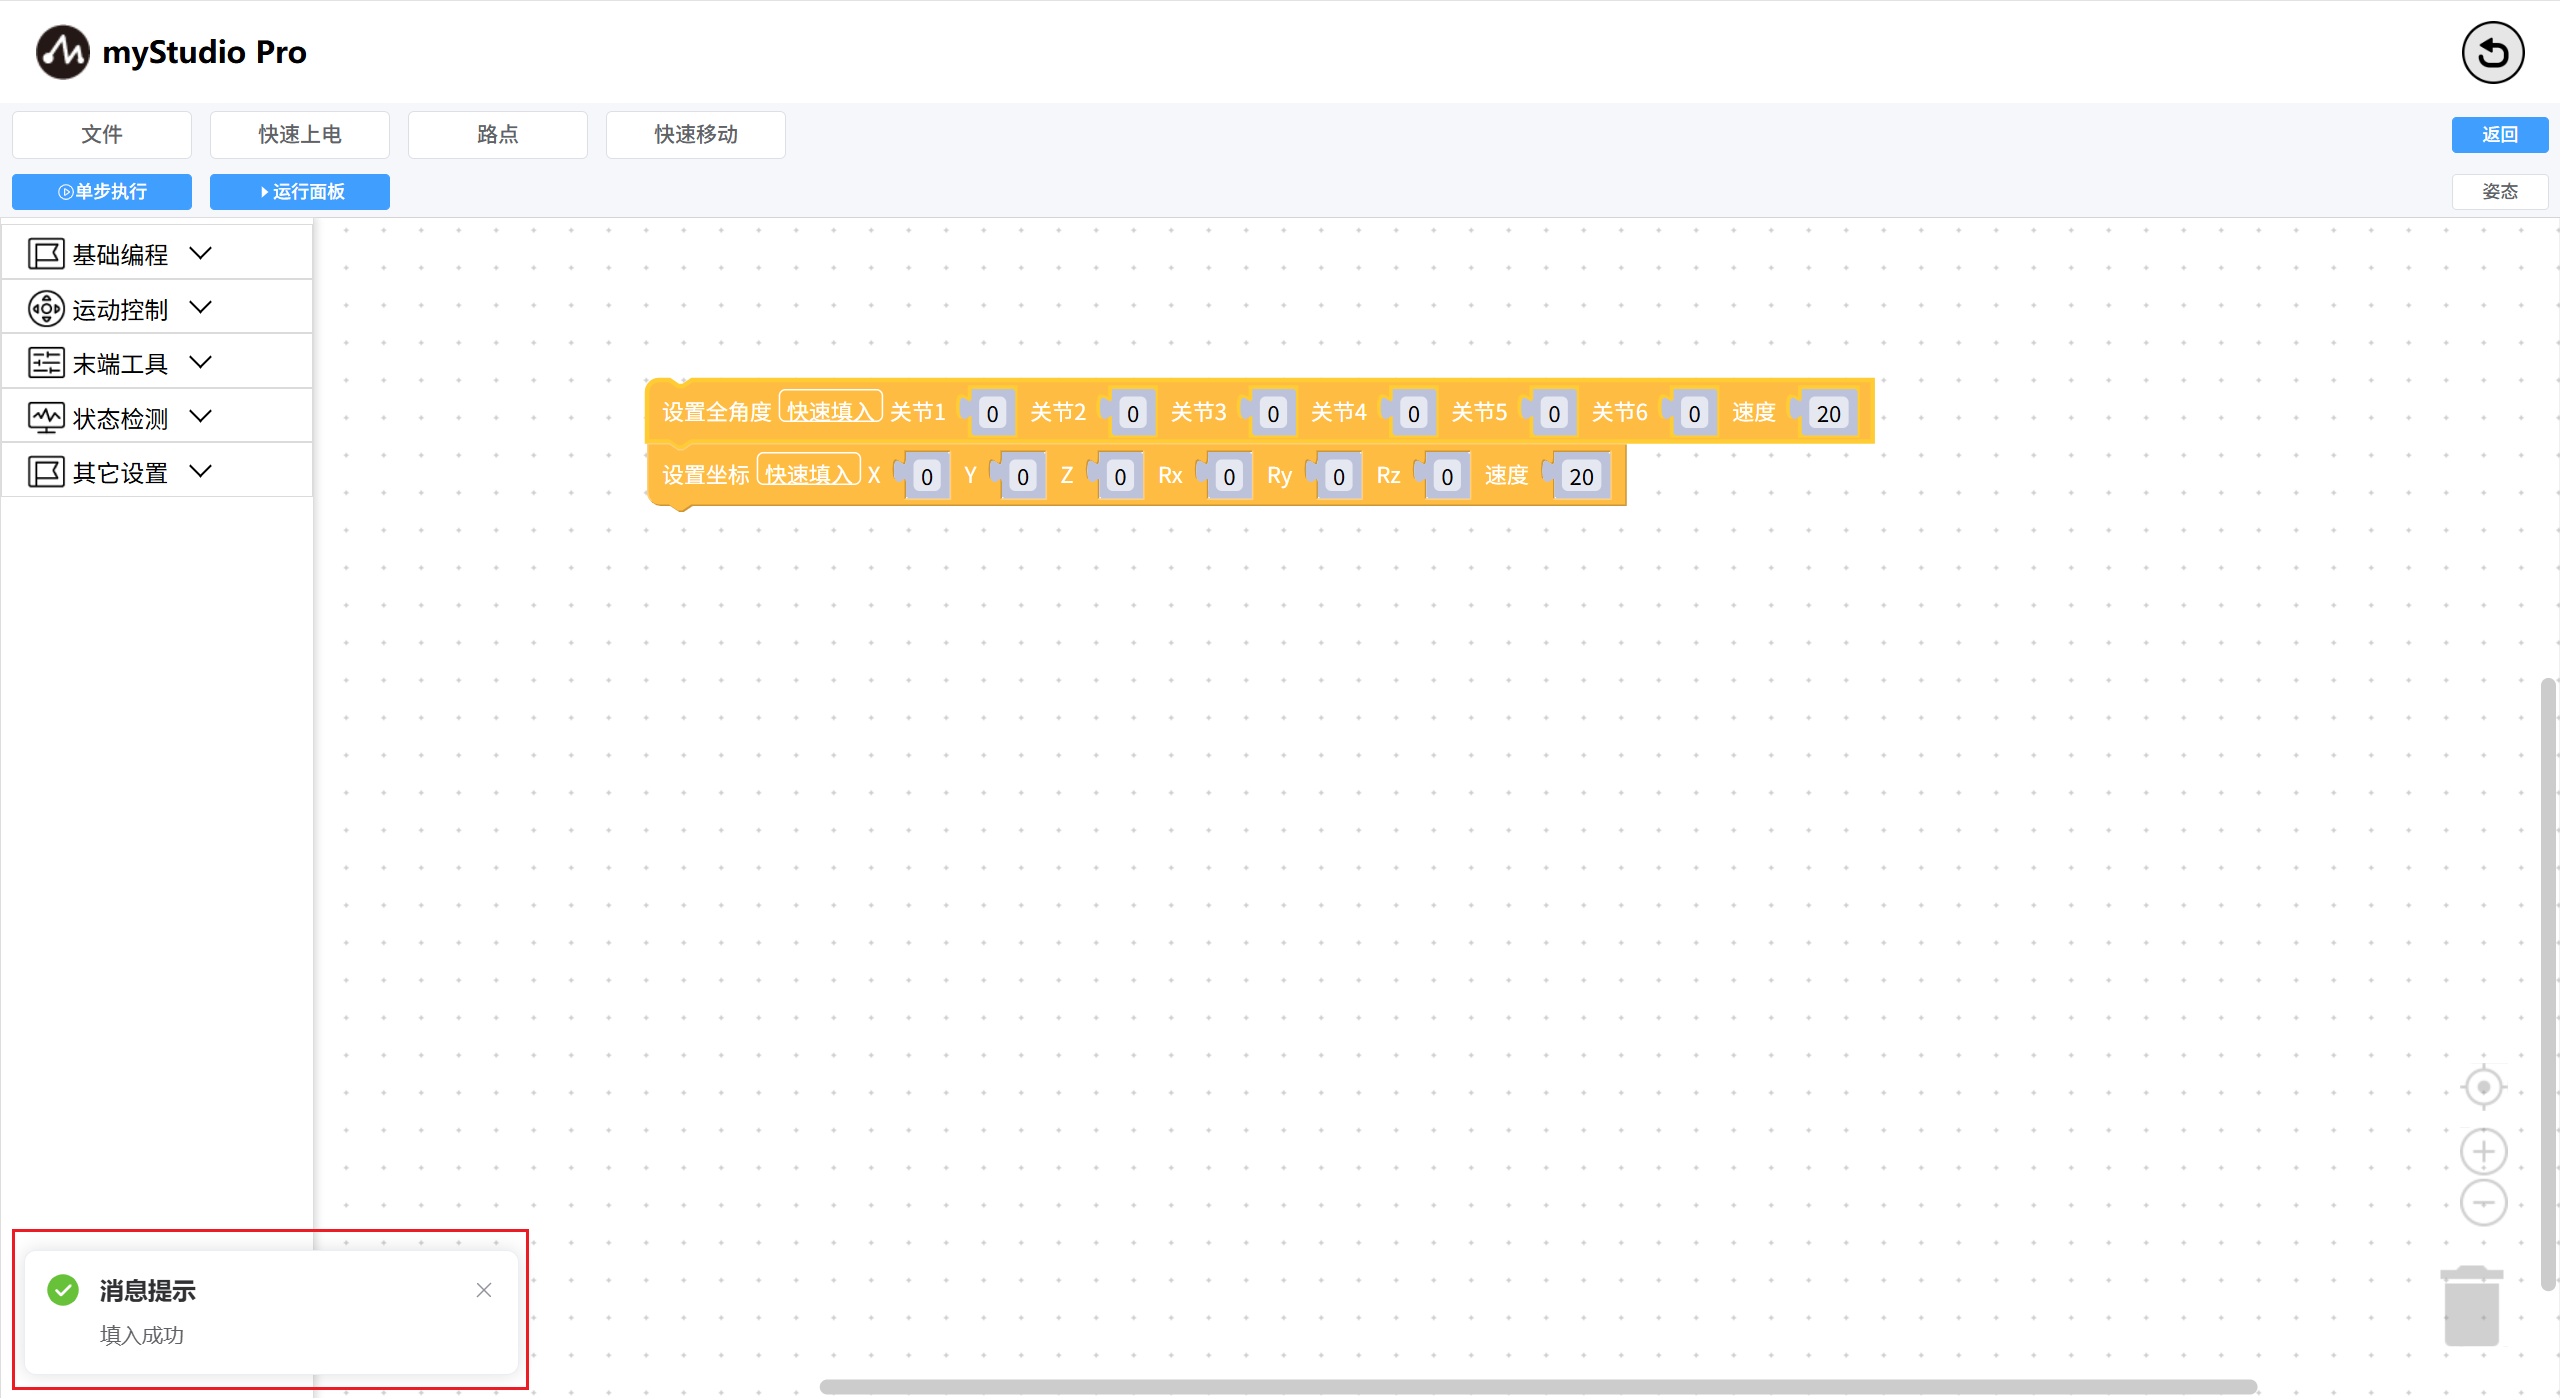 myStudio Pro
文件 快速上电 路点 快速移动 返回
单步执行 运行面板 姿态
基础编程
运动控制
末端工具
状态检测
其它设置
设置全角度 快速填入 关节1 0 关节2 0 关节3 0 关节4 0 关节5 0 关节6 0 速度 20
设置坐标 快速填入 X 0 Y 0 Z 0 Rx 0 Ry 0 Rz 0 速度 20
消息提示
填入成功